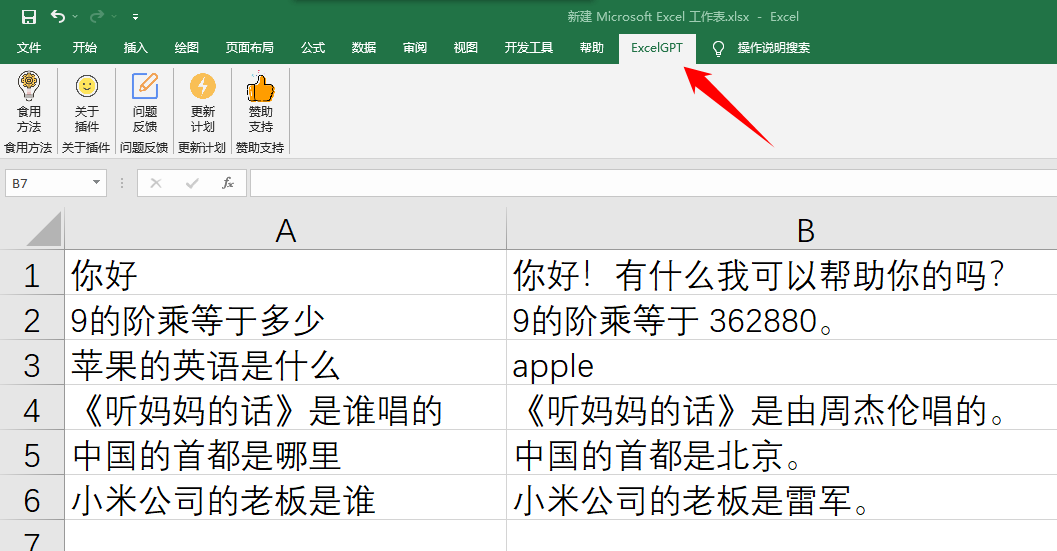 新建 Microsoft Excel 工作表.xlsx - Excel
文件 开始 插入 绘图 页面布局 公式 数据 审阅 视图 开发工具 帮助 ExcelGPT 操作说明搜索
食用 关于 问题 更新 赞助
方法 插件 反馈 计划 支持
食用方法 关于插件 问题反馈 更新计划 赞助支持
B7 fx
A B
1 你好 你好！有什么我可以帮助你的吗？
2 9的阶乘等于多少 9的阶乘等于 362880。
3 苹果的英语是什么 apple
4 《听妈妈的话》是谁唱的 《听妈妈的话》是由周杰伦唱的。
5 中国的首都是哪里 中国的首都是北京。
6 小米公司的老板是谁 小米公司的老板是雷军。
7